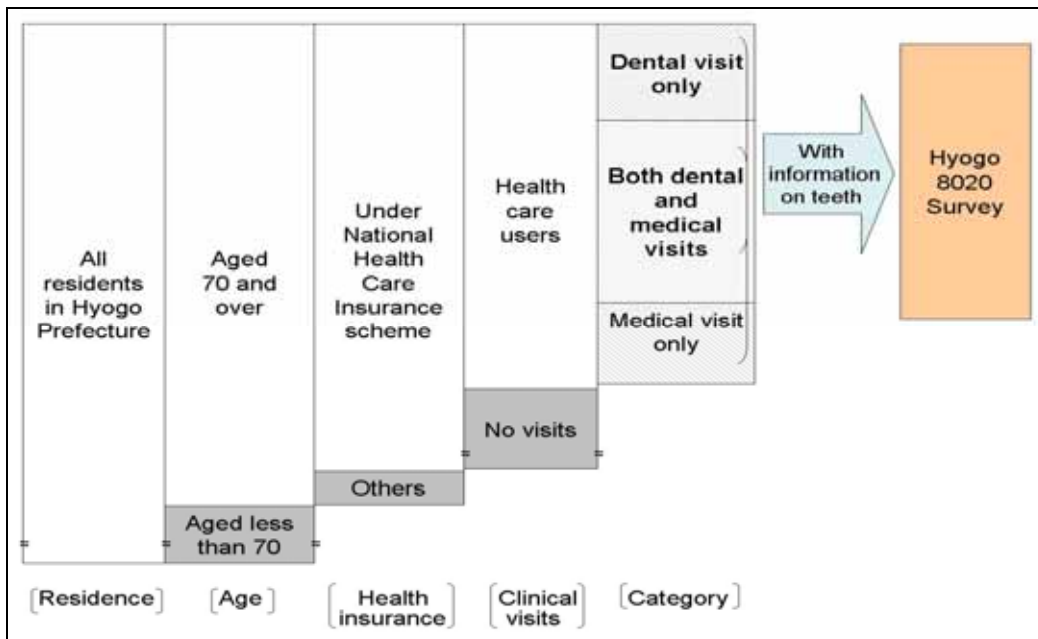 All
residents
in Hyogo
Prefecture
Aged
70 and
over
Aged less
than 70
Under
National
Health
Care
Insurance
scheme
Others
Health
care
users
No visits
Dental visit
only
Both dental
and
medical
visits
Medical visit
only
With
information
on teeth
Hyogo
8020
Survey
[Residence]
[Age]
[Health
insurance]
[Clinical
visits]
[Category]